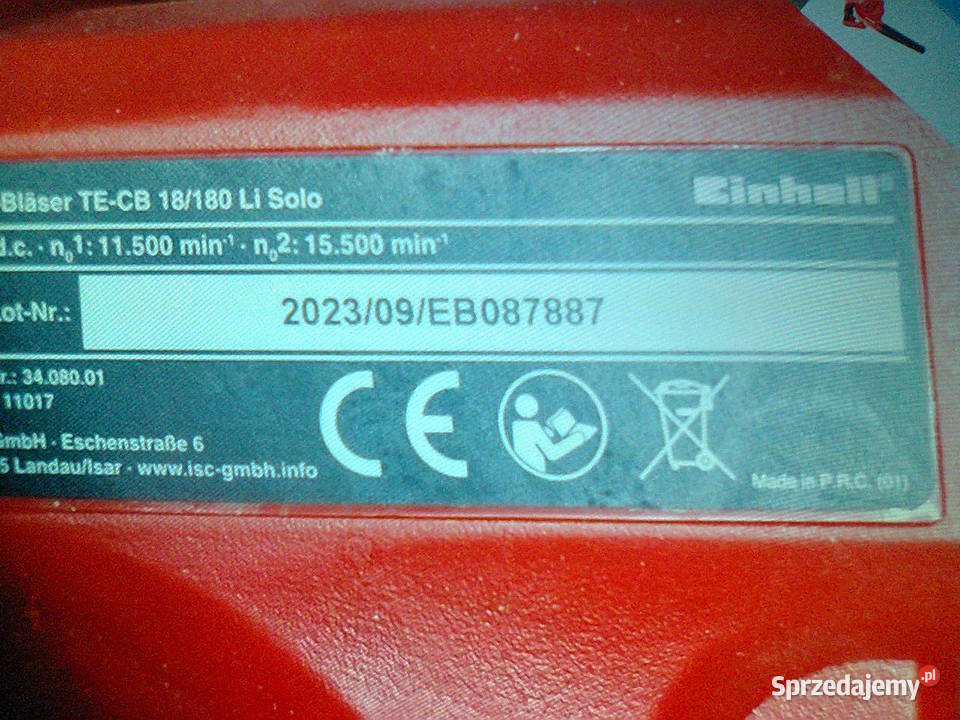 -Bläser TE-CB 18/180 Li Solo
Einhell
d.c. · n₀1: 11.500 min⁻¹ · n₀2: 15.500 min⁻¹
Lot-Nr.: 2023/09/EB087887
r.: 34.080.01
11017
GmbH · Eschenstraße 6
5 Landau/Isar · www.isc-gmbh.info
CE
Made in P.R.C. (01)
Sprzedajemy.pl